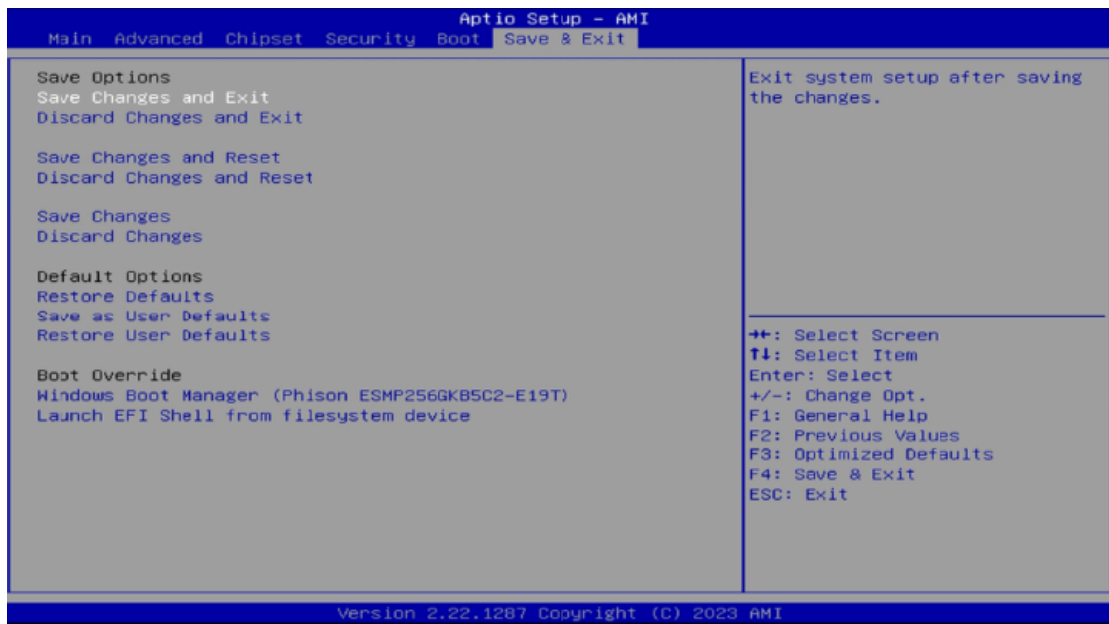 Aptio Setup – AMI
Main Advanced Chipset Security Boot Save & Exit
Save Options
Save Changes and Exit
Discard Changes and Exit
Save Changes and Reset
Discard Changes and Reset
Save Changes
Discard Changes
Default Options
Restore Defaults
Save as User Defaults
Restore User Defaults
Boot Override
Windows Boot Manager (Phison ESMP256GKB5C2-E19T)
Launch EFI Shell from filesystem device
Exit system setup after saving
the changes.
→←: Select Screen
↑↓: Select Item
Enter: Select
+/-: Change Opt.
F1: General Help
F2: Previous Values
F3: Optimized Defaults
F4: Save & Exit
ESC: Exit
Version 2.22.1287 Copyright (C) 2023 AMI